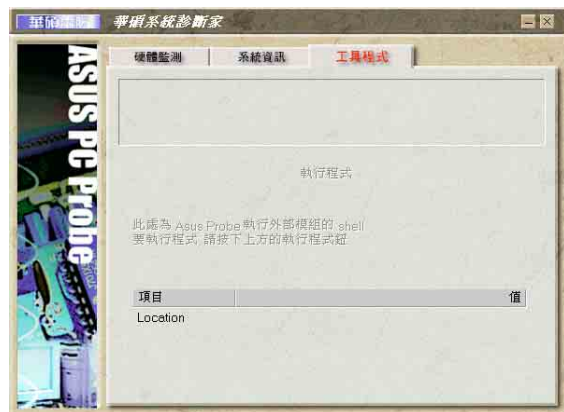 華碩系統診斷家
硬體監測 系統資訊 工具程式
ASUS PC Probe
執行程式
此處為 Asus Probe 執行外部模組的 shell
要執行程式 請按下上方的執行程式鈕
項目 值
Location